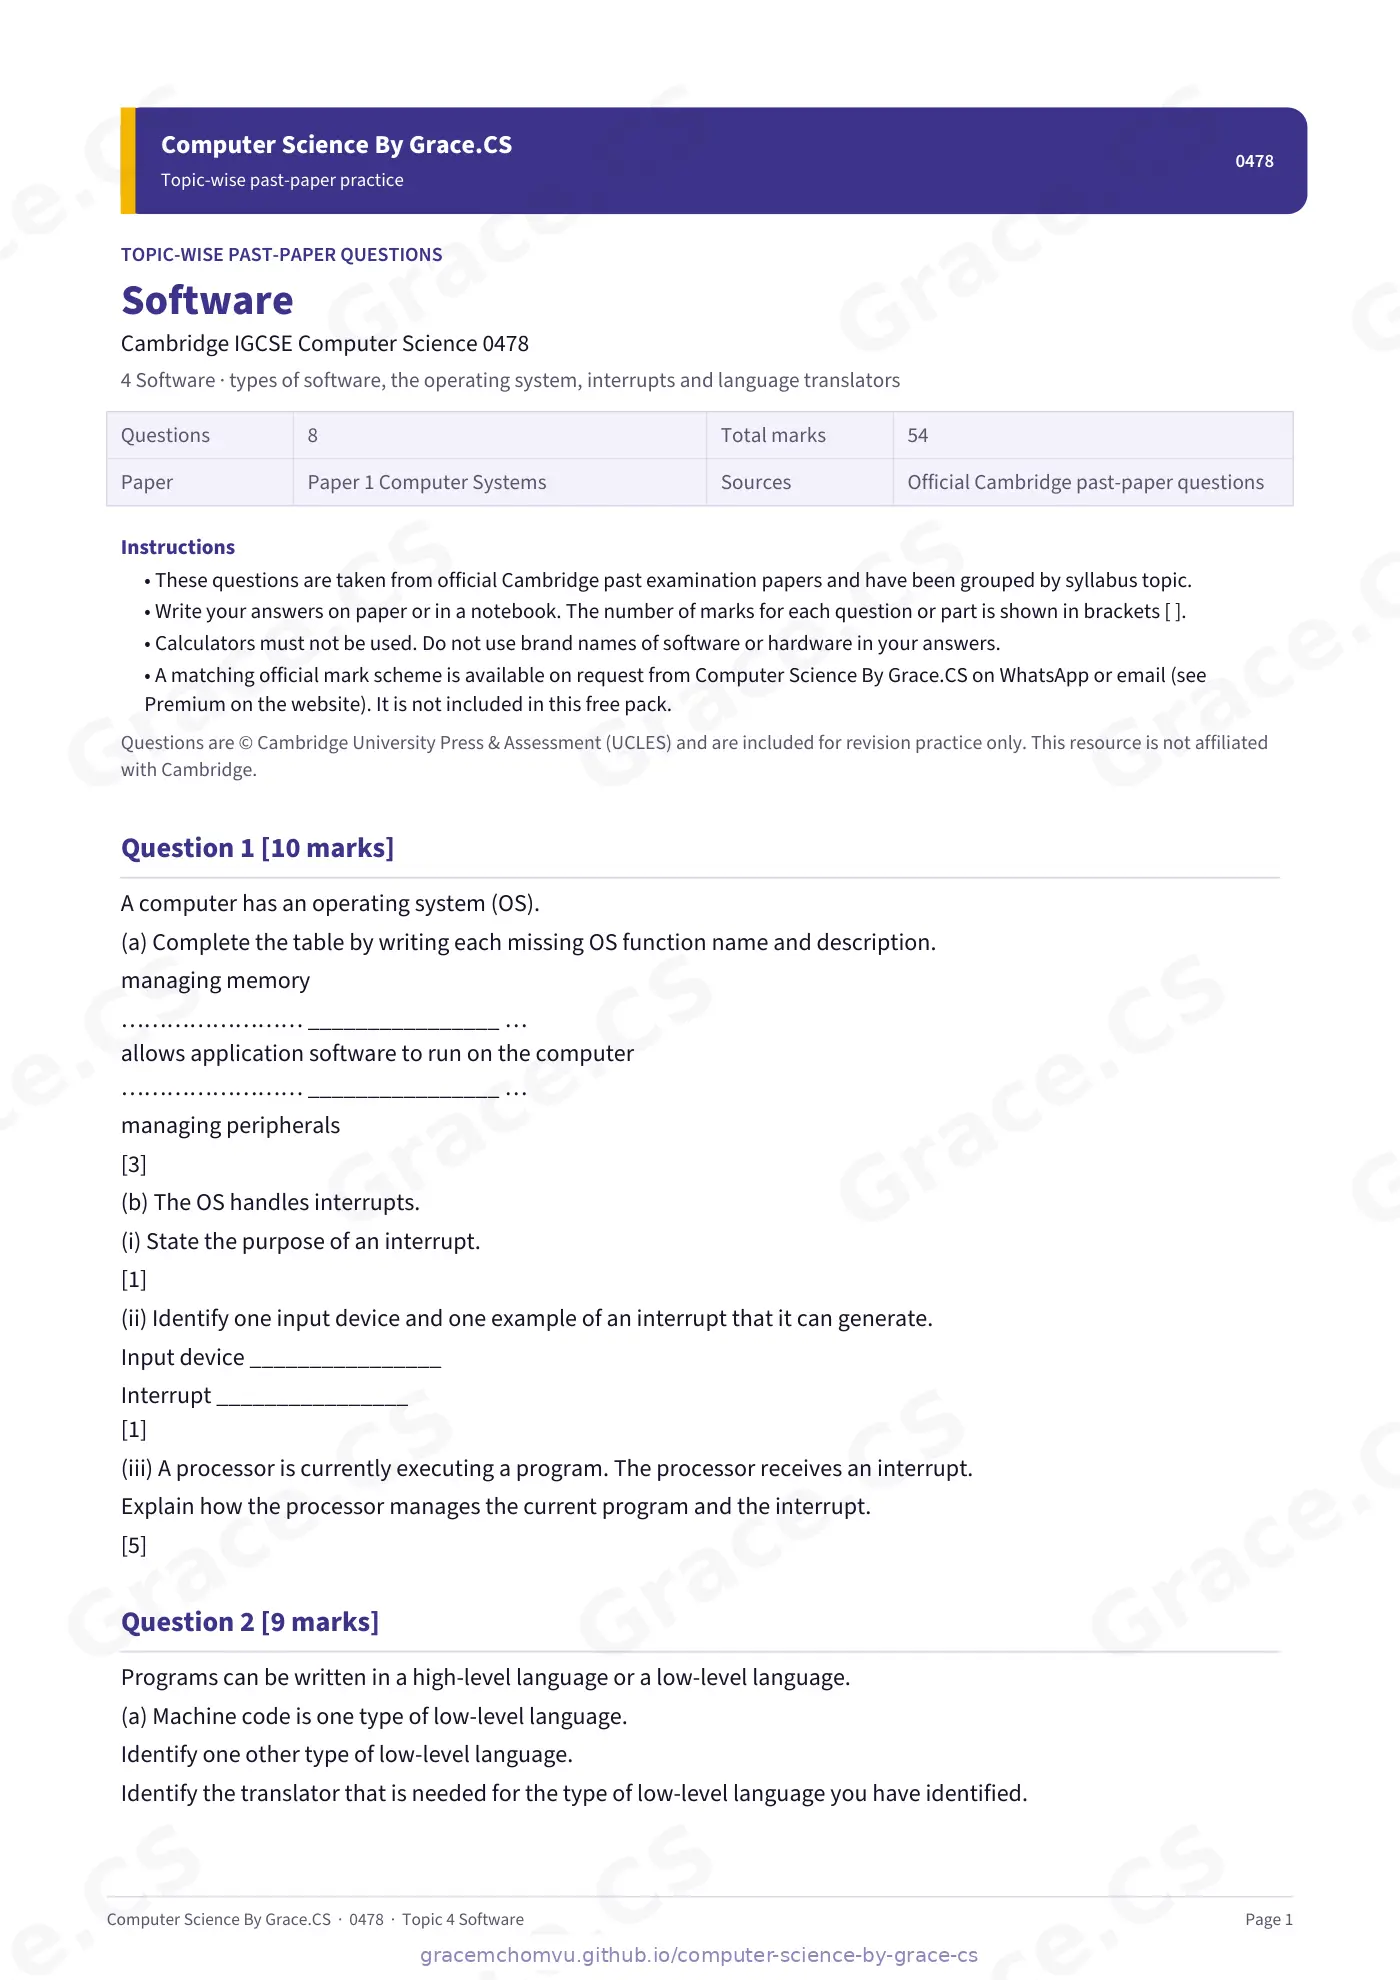 Computer Science By Grace.CS
Topic-wise past-paper practice
0478
TOPIC-WISE PAST-PAPER QUESTIONS
Software
Cambridge IGCSE Computer Science 0478
4 Software · types of software, the operating system, interrupts and language translators
Questions 8 Total marks 54
Paper Paper 1 Computer Systems Sources Official Cambridge past-paper questions
Instructions
• These questions are taken from official Cambridge past examination papers and have been grouped by syllabus topic.
• Write your answers on paper or in a notebook. The number of marks for each question or part is shown in brackets [ ].
• Calculators must not be used. Do not use brand names of software or hardware in your answers.
• A matching official mark scheme is available on request from Computer Science By Grace.CS on WhatsApp or email (see
Premium on the website). It is not included in this free pack.
Questions are © Cambridge University Press & Assessment (UCLES) and are included for revision practice only. This resource is not affiliated
with Cambridge.
Question 1 [10 marks]
A computer has an operating system (OS).
(a) Complete the table by writing each missing OS function name and description.
managing memory
…………………… ________________ …
allows application software to run on the computer
…………………… ________________ …
managing peripherals
[3]
(b) The OS handles interrupts.
(i) State the purpose of an interrupt.
[1]
(ii) Identify one input device and one example of an interrupt that it can generate.
Input device ________________
Interrupt ________________
[1]
(iii) A processor is currently executing a program. The processor receives an interrupt.
Explain how the processor manages the current program and the interrupt.
[5]
Question 2 [9 marks]
Programs can be written in a high-level language or a low-level language.
(a) Machine code is one type of low-level language.
Identify one other type of low-level language.
Identify the translator that is needed for the type of low-level language you have identified.
Computer Science By Grace.CS · 0478 · Topic 4 Software
Page 1
gracemchomvu.github.io/computer-science-by-grace-cs